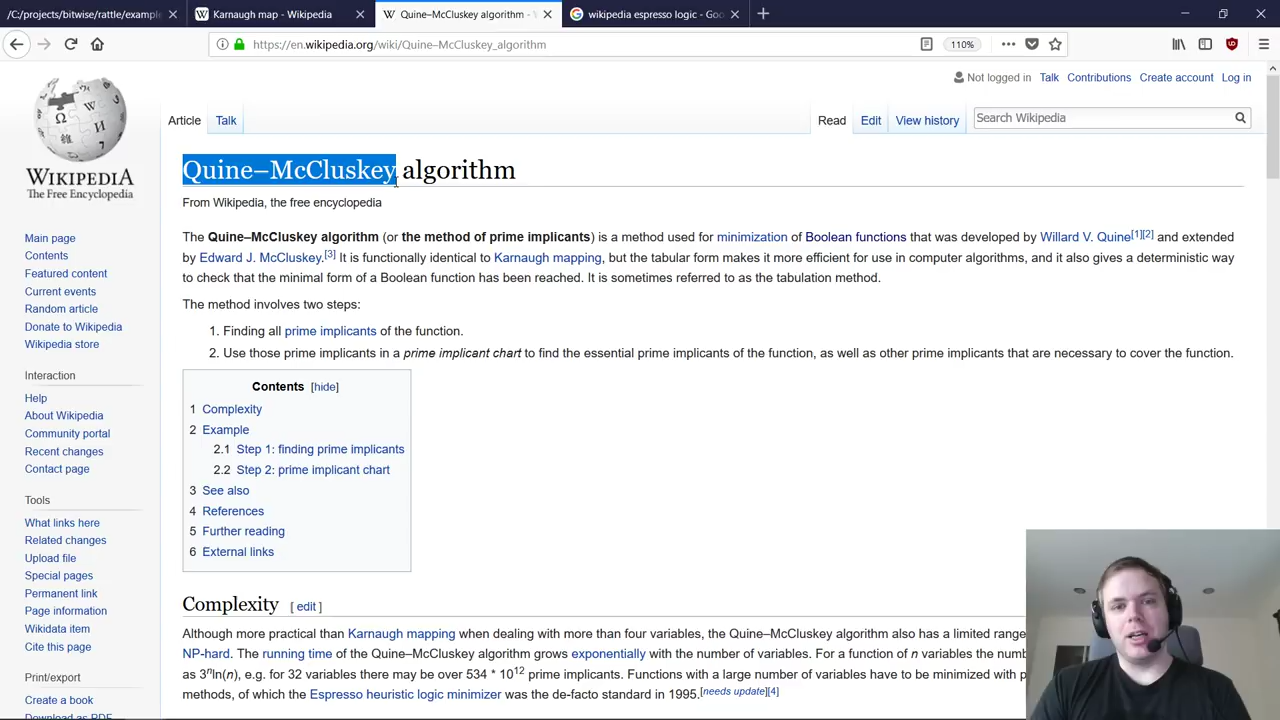 /C:/projects/bitwise/rattle/example
Karnaugh map - Wikipedia
Quine–McCluskey algorithm -
wikipedia espresso logic - Goo
https://en.wikipedia.org/wiki/Quine–McCluskey_algorithm
110%
Not logged in Talk Contributions Create account Log in
Article Talk
Read Edit View history
Search Wikipedia
WIKIPEDIA
The Free Encyclopedia
Main page
Contents
Featured content
Current events
Random article
Donate to Wikipedia
Wikipedia store
Interaction
Help
About Wikipedia
Community portal
Recent changes
Contact page
Tools
What links here
Related changes
Upload file
Special pages
Permanent link
Page information
Wikidata item
Cite this page
Print/export
Create a book
Download as PDF
Quine–McCluskey algorithm
From Wikipedia, the free encyclopedia
The Quine–McCluskey algorithm (or the method of prime implicants) is a method used for minimization of Boolean functions that was developed by Willard V. Quine[1][2] and extended
by Edward J. McCluskey.[3] It is functionally identical to Karnaugh mapping, but the tabular form makes it more efficient for use in computer algorithms, and it also gives a deterministic way
to check that the minimal form of a Boolean function has been reached. It is sometimes referred to as the tabulation method.
The method involves two steps:
1. Finding all prime implicants of the function.
2. Use those prime implicants in a prime implicant chart to find the essential prime implicants of the function, as well as other prime implicants that are necessary to cover the function.
Contents [hide]
1 Complexity
2 Example
2.1 Step 1: finding prime implicants
2.2 Step 2: prime implicant chart
3 See also
4 References
5 Further reading
6 External links
Complexity [ edit ]
Although more practical than Karnaugh mapping when dealing with more than four variables, the Quine–McCluskey algorithm also has a limited range
NP-hard. The running time of the Quine–McCluskey algorithm grows exponentially with the number of variables. For a function of n variables the numb
as 3ⁿln(n), e.g. for 32 variables there may be over 534 * 10¹² prime implicants. Functions with a large number of variables have to be minimized with p
methods, of which the Espresso heuristic logic minimizer was the de-facto standard in 1995.[needs update][4]